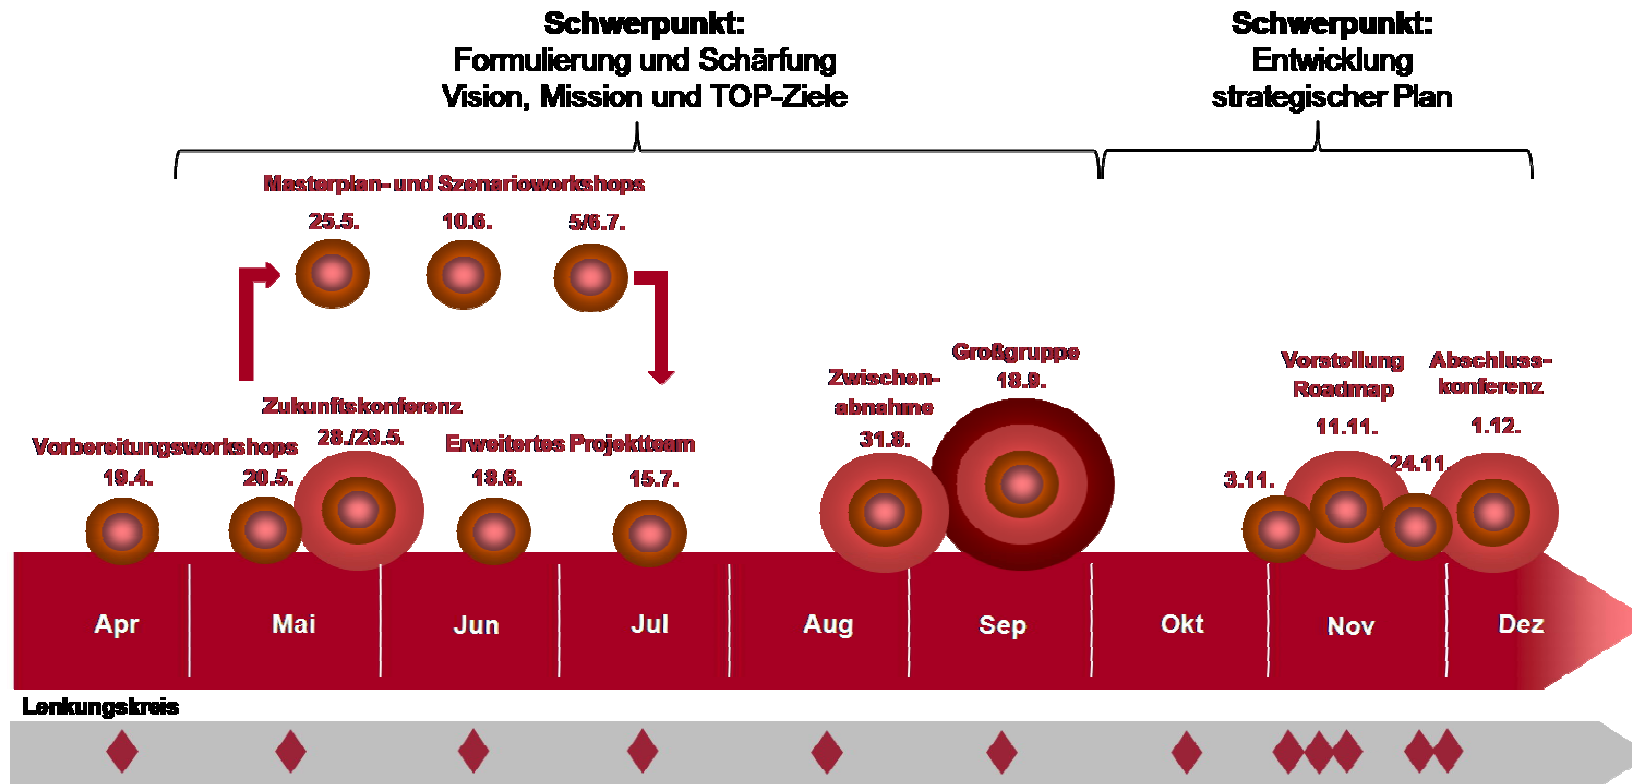 Schwerpunkt:
Formulierung und Schärfung
Vision, Mission und TOP-Ziele
Schwerpunkt:
Entwicklung
strategischer Plan
Masterplan- und Szenarioworkshops
25.5.
10.6.
5/6.7.
Zukunftskonferenz
28./29.5.
Vorbereitungsworkshops
19.4.
20.5.
Erweitertes Projektteam
18.6.
15.7.
Zwischen-
abnahme
31.8.
Großgruppe
18.9.
Vorstellung
Roadmap
11.11.
Abschluss-
konferenz
1.12.
3.11.
24.11.
Apr
Mai
Jun
Jul
Aug
Sep
Okt
Nov
Dez
Lenkungskreis